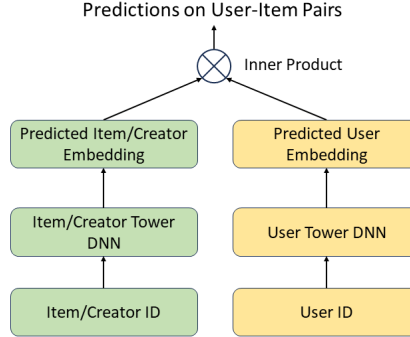 Predictions on User-Item Pairs
Inner Product
Predicted Item/Creator
Embedding
Predicted User
Embedding
Item/Creator Tower
DNN
User Tower DNN
Item/Creator ID
User ID